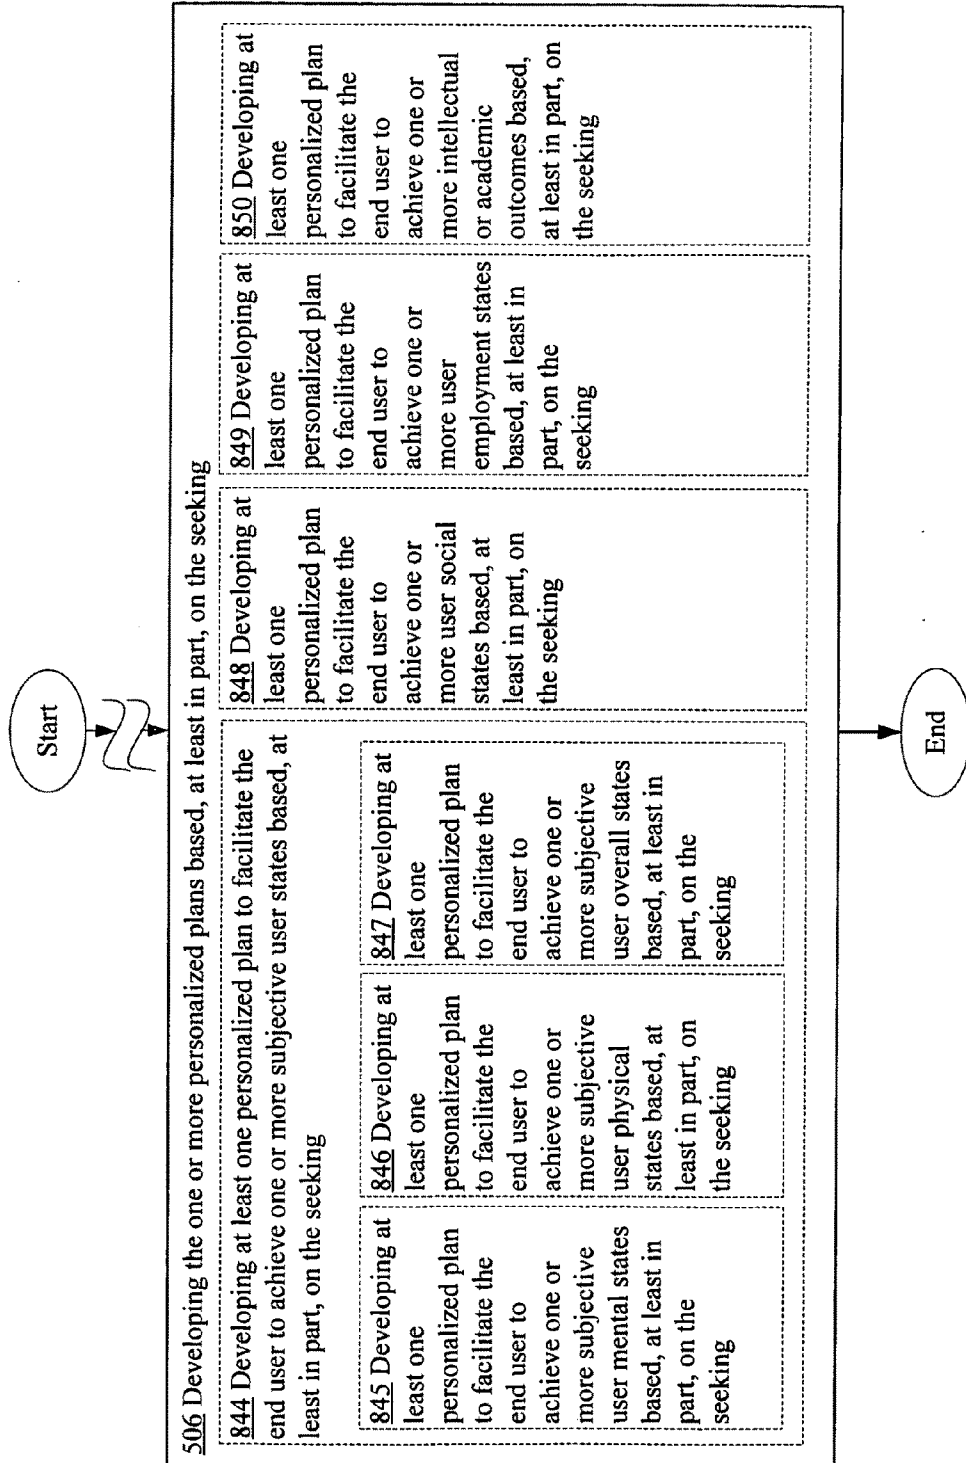 Start
506 Developing the one or more personalized plans based, at least in part, on the seeking
844 Developing at least one personalized plan to facilitate the
end user to achieve one or more subjective user states based, at
least in part, on the seeking
845 Developing at
least one
personalized plan
to facilitate the
end user to
achieve one or
more subjective
user mental states
based, at least in
part, on the
seeking
846 Developing at
least one
personalized plan
to facilitate the
end user to
achieve one or
more subjective
user physical
states based, at
least in part, on
the seeking
847 Developing at
least one
personalized plan
to facilitate the
end user to
achieve one or
more subjective
user overall states
based, at least in
part, on the
seeking
848 Developing at
least one
personalized plan
to facilitate the
end user to
achieve one or
more user social
states based, at
least in part, on
the seeking
849 Developing at
least one
personalized plan
to facilitate the
end user to
achieve one or
more user
employment states
based, at least in
part, on the
seeking
850 Developing at
least one
personalized plan
to facilitate the
end user to
achieve one or
more intellectual
or academic
outcomes based,
at least in part, on
the seeking
End